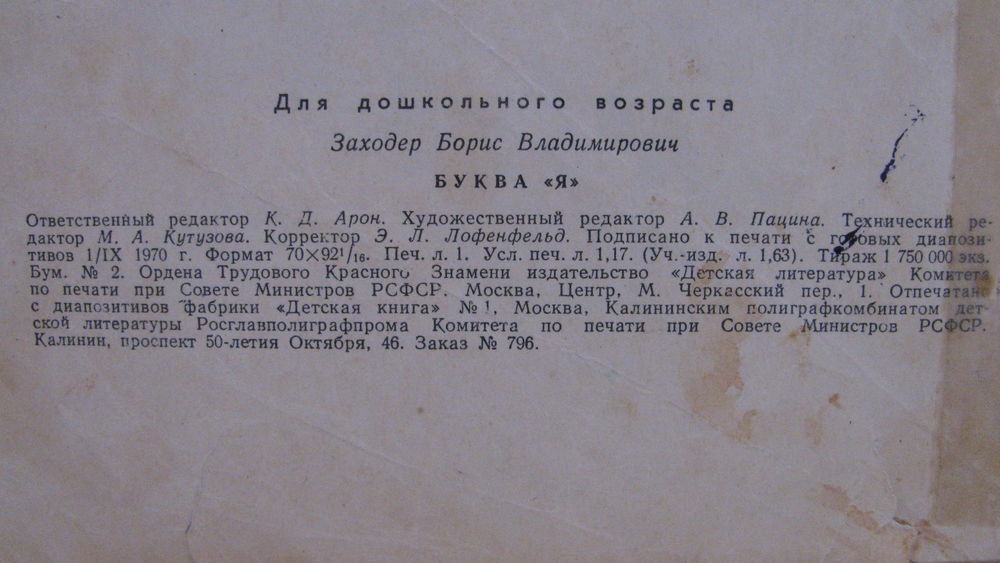 Для дошкольного возраста
Заходер Борис Владимирович
БУКВА «Я»
Ответственный редактор К. Д. Арон. Художественный редактор А. В. Пацина. Технический ре-
дактор М. А. Кутузова. Корректор Э. Л. Лофенфельд. Подписано к печати с готовых диапози-
тивов 1/IX 1970 г. Формат 70×92¹/₁₆. Печ. л. 1. Усл. печ. л. 1,17. (Уч.-изд. л. 1,63). Тираж 1 750 000 экз.
Бум. № 2. Ордена Трудового Красного Знамени издательство «Детская литература» Комитета
по печати при Совете Министров РСФСР. Москва, Центр, М. Черкасский пер., 1. Отпечатано
с диапозитивов фабрики «Детская книга» № 1, Москва, Калининским полиграфкомбинатом дет-
ской литературы Росглавполиграфпрома Комитета по печати при Совете Министров РСФСР.
Калинин, проспект 50-летия Октября, 46. Заказ № 796.